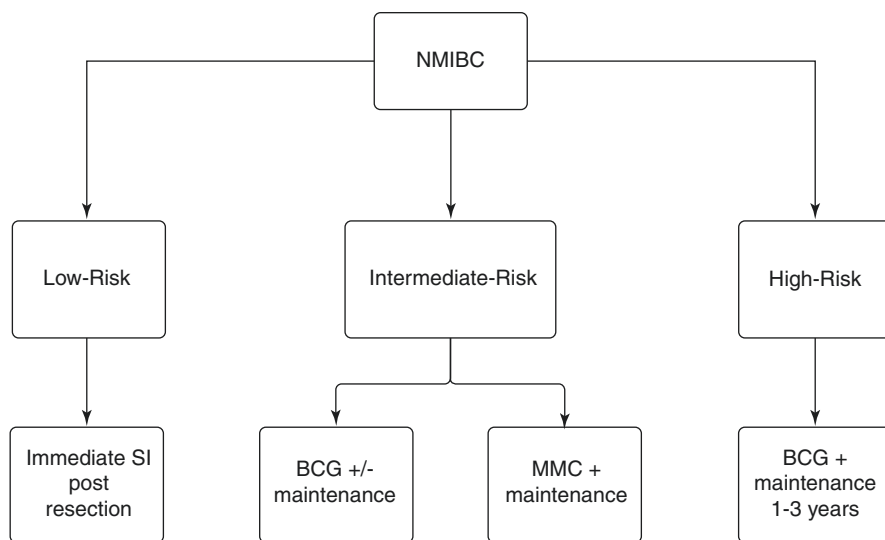 NMIBC
Low-Risk
Intermediate-Risk
High-Risk
Immediate SI
post
resection
BCG +/-
maintenance
MMC +
maintenance
BCG +
maintenance
1-3 years